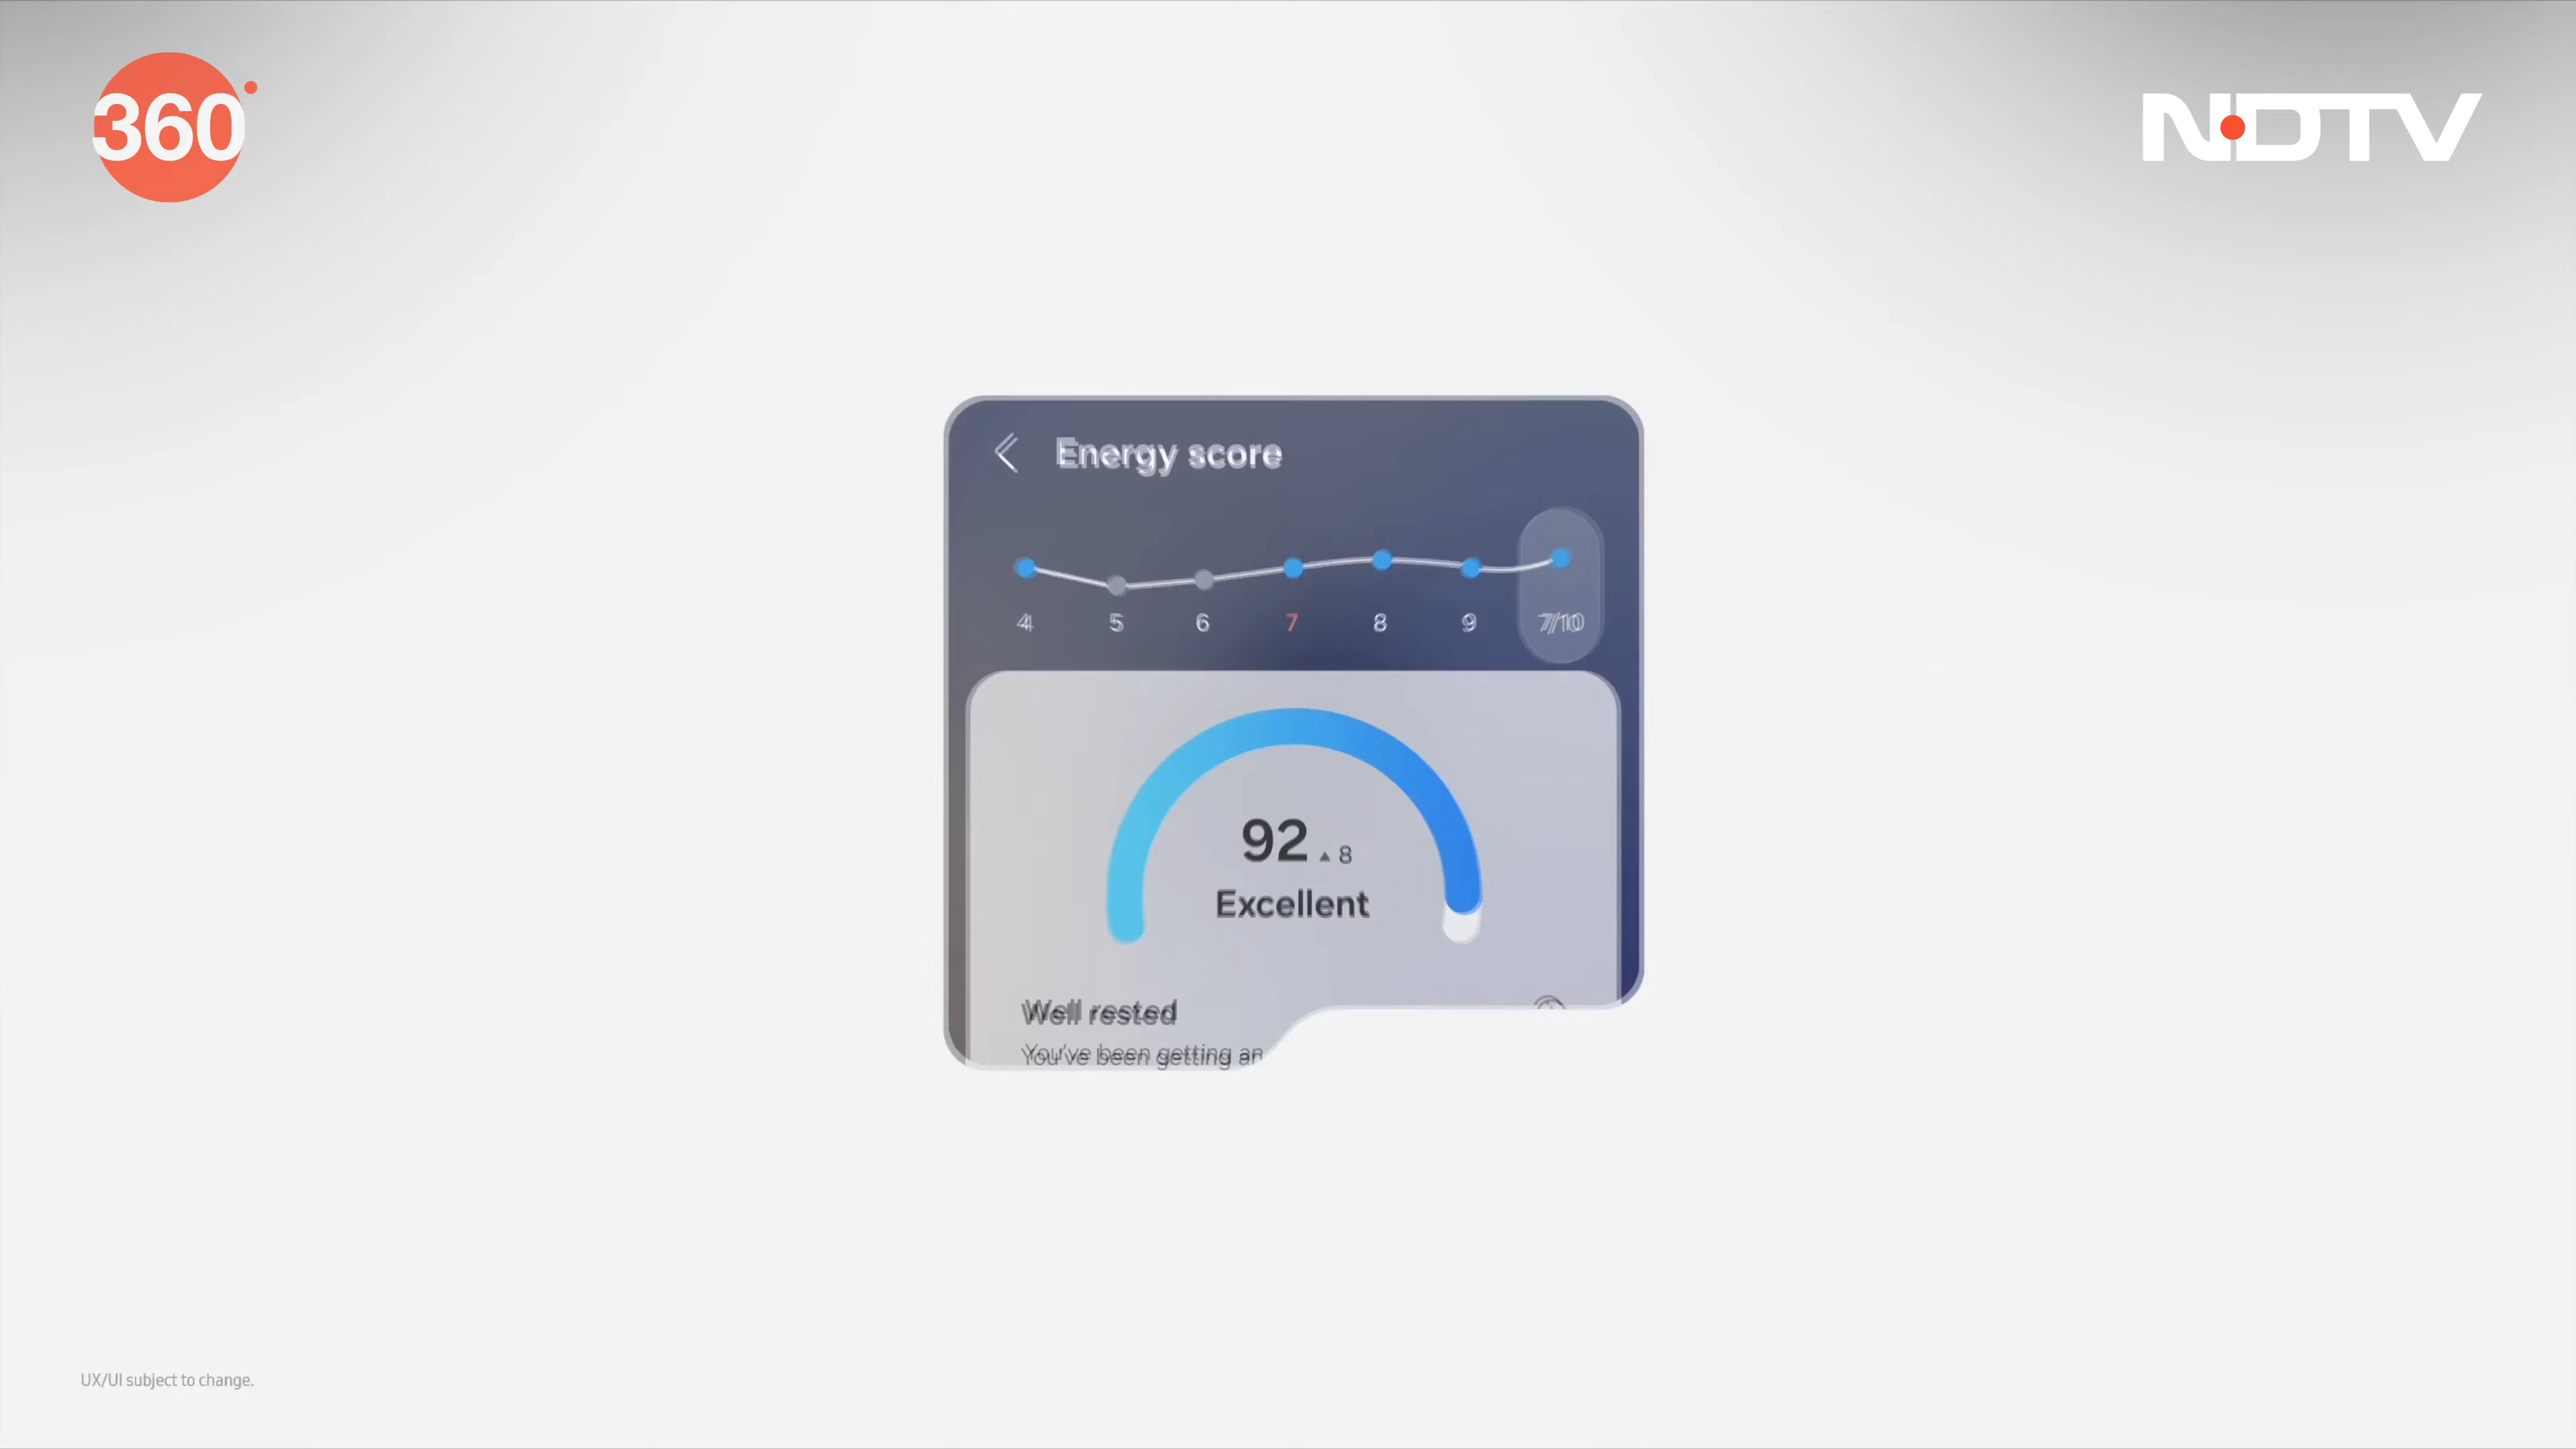 360°
NDTV
Energy score
4 5 6 7 8 9 7/10
92 ▲ 8
Excellent
Well rested
You've been getting an
UX/UI subject to change.